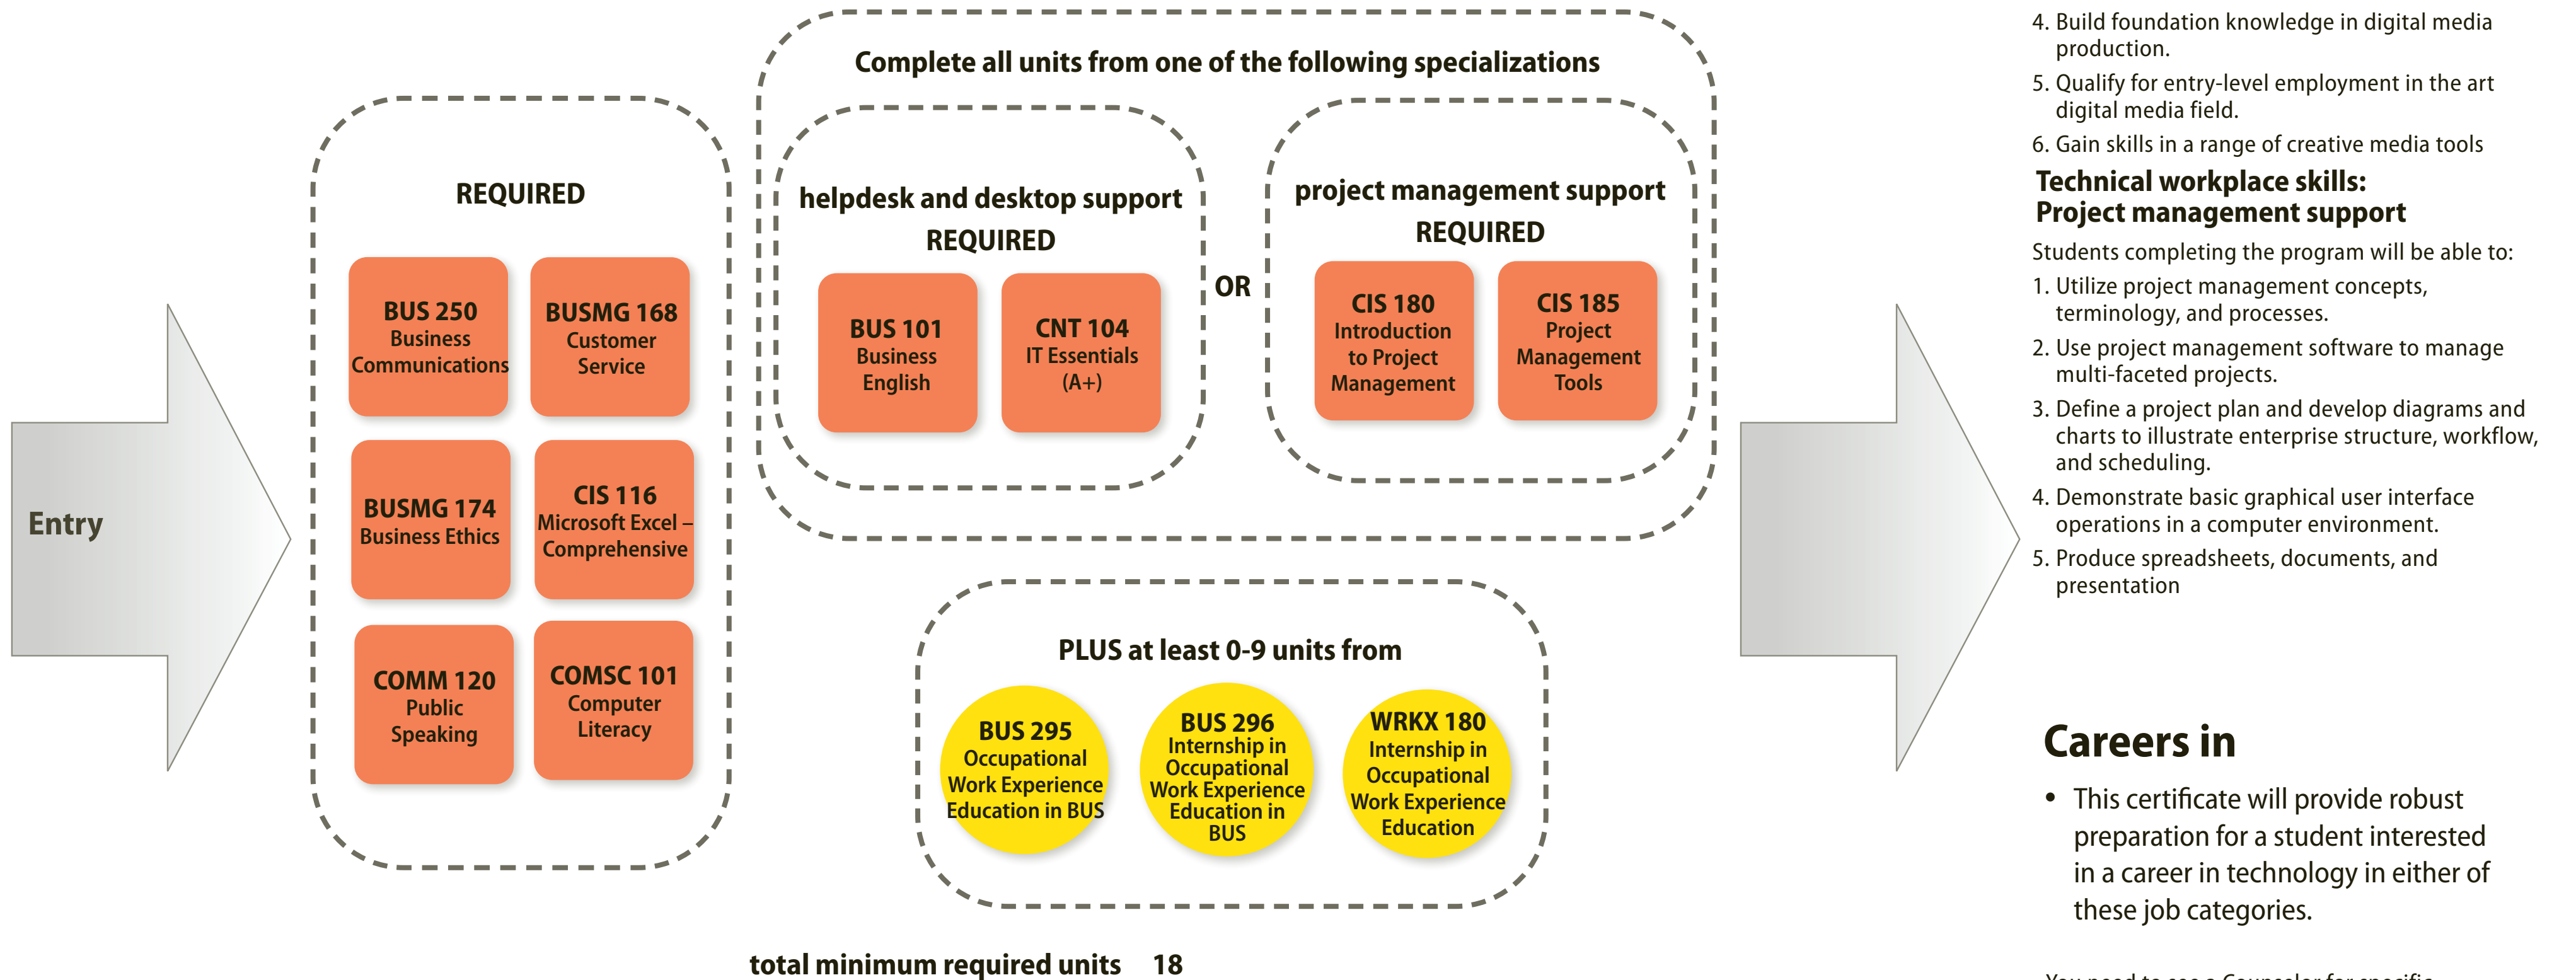 Entry
REQUIRED
BUS 250
Business
Communications
BUSMG 168
Customer
Service
BUSMG 174
Business Ethics
CIS 116
Microsoft Excel –
Comprehensive
COMM 120
Public
Speaking
COMSC 101
Computer
Literacy
Complete all units from one of the following specializations
helpdesk and desktop support
REQUIRED
BUS 101
Business
English
CNT 104
IT Essentials
(A+)
OR
project management support
REQUIRED
CIS 180
Introduction
to Project
Management
CIS 185
Project
Management
Tools
PLUS at least 0-9 units from
BUS 295
Occupational
Work Experience
Education in BUS
BUS 296
Internship in
Occupational
Work Experience
Education in
BUS
WRKX 180
Internship in
Occupational
Work Experience
Education
total minimum required units 18
4. Build foundation knowledge in digital media
production.
5. Qualify for entry-level employment in the art
digital media field.
6. Gain skills in a range of creative media tools
Technical workplace skills:
Project management support
Students completing the program will be able to:
1. Utilize project management concepts,
terminology, and processes.
2. Use project management software to manage
multi-faceted projects.
3. Define a project plan and develop diagrams and
charts to illustrate enterprise structure, workflow,
and scheduling.
4. Demonstrate basic graphical user interface
operations in a computer environment.
5. Produce spreadsheets, documents, and
presentation
Careers in
• This certificate will provide robust
preparation for a student interested
in a career in technology in either of
these job categories.
You need to see a Counselor for specific